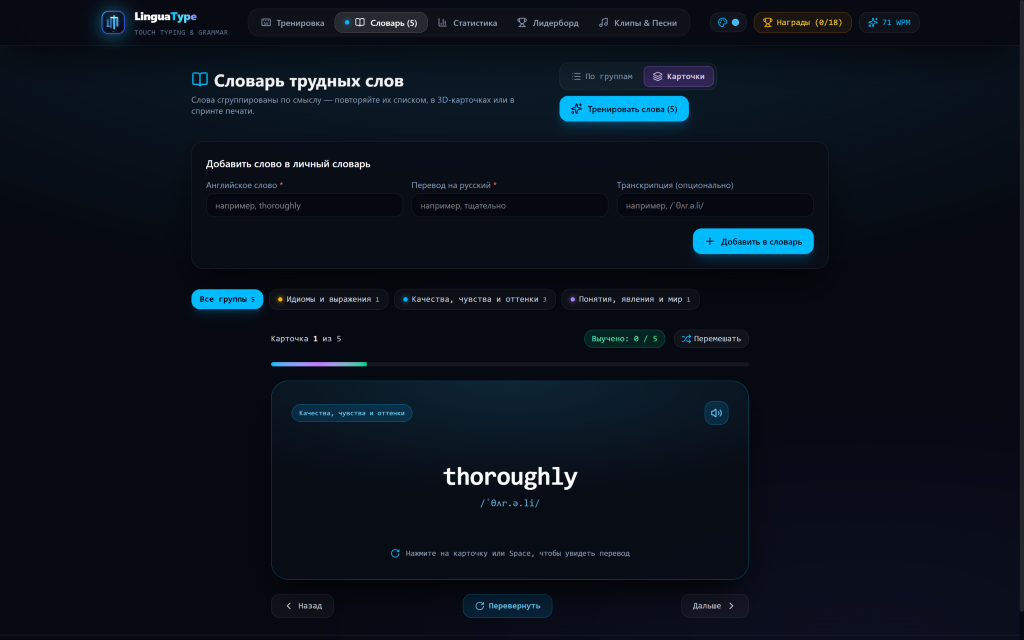 LinguaType
TOUCH TYPING & GRAMMAR
Тренировка
Словарь (5)
Статистика
Лидерборд
Клипы & Песни
Награды (0/18)
71 WPM
Словарь трудных слов
Слова сгруппированы по смыслу — повторяйте их списком, в 3D-карточках или в
спринте печати.
По группам
Карточки
Тренировать слова (5)
Добавить слово в личный словарь
Английское слово *
Перевод на русский *
Транскрипция (опционально)
например, thoroughly
например, тщательно
например, /ˈθʌr.ə.li/
Добавить в словарь
Все группы 5
Идиомы и выражения 1
Качества, чувства и оттенки 3
Понятия, явления и мир 1
Карточка 1 из 5
Выучено: 0 / 5
Перемешать
Качества, чувства и оттенки
thoroughly
/ˈθʌr.ə.li/
Нажмите на карточку или Space, чтобы увидеть перевод
Назад
Перевернуть
Дальше